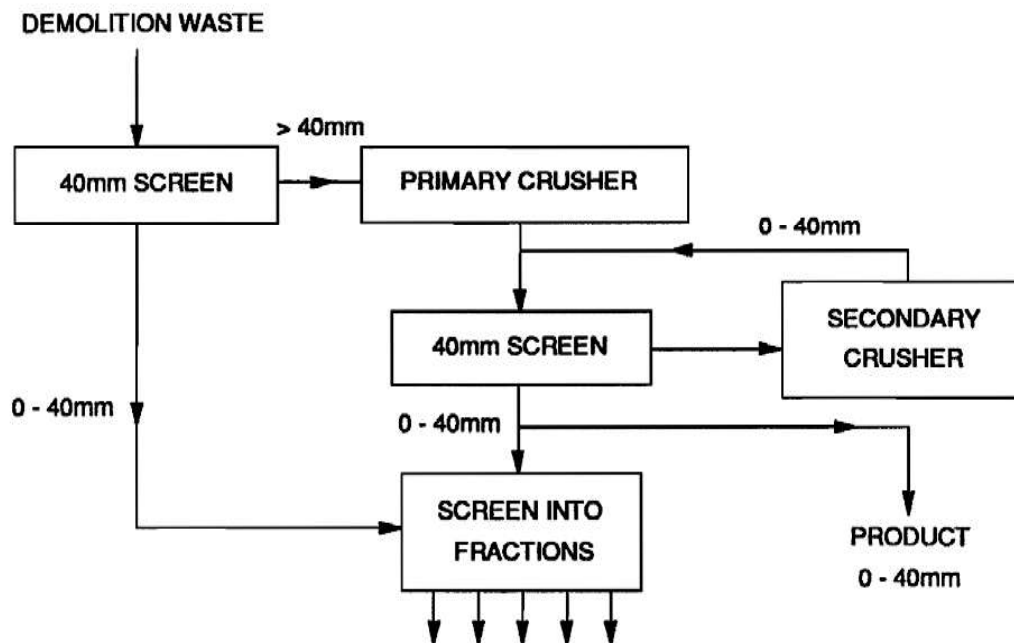 DEMOLITION WASTE
> 40mm
40mm SCREEN
PRIMARY CRUSHER
0 - 40mm
SECONDARY
CRUSHER
40mm SCREEN
0 - 40mm
0 - 40mm
SCREEN INTO
FRACTIONS
PRODUCT
0 - 40mm